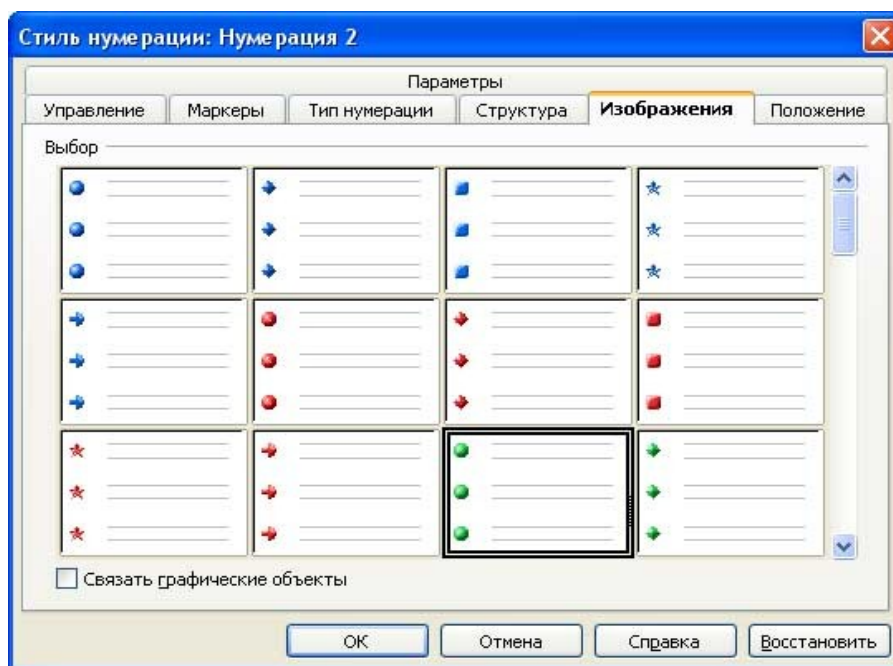 Стиль нумерации: Нумерация 2
Параметры
Управление Маркеры Тип нумерации Структура Изображения Положение
Выбор
Связать графические объекты
ОК Отмена Справка Восстановить